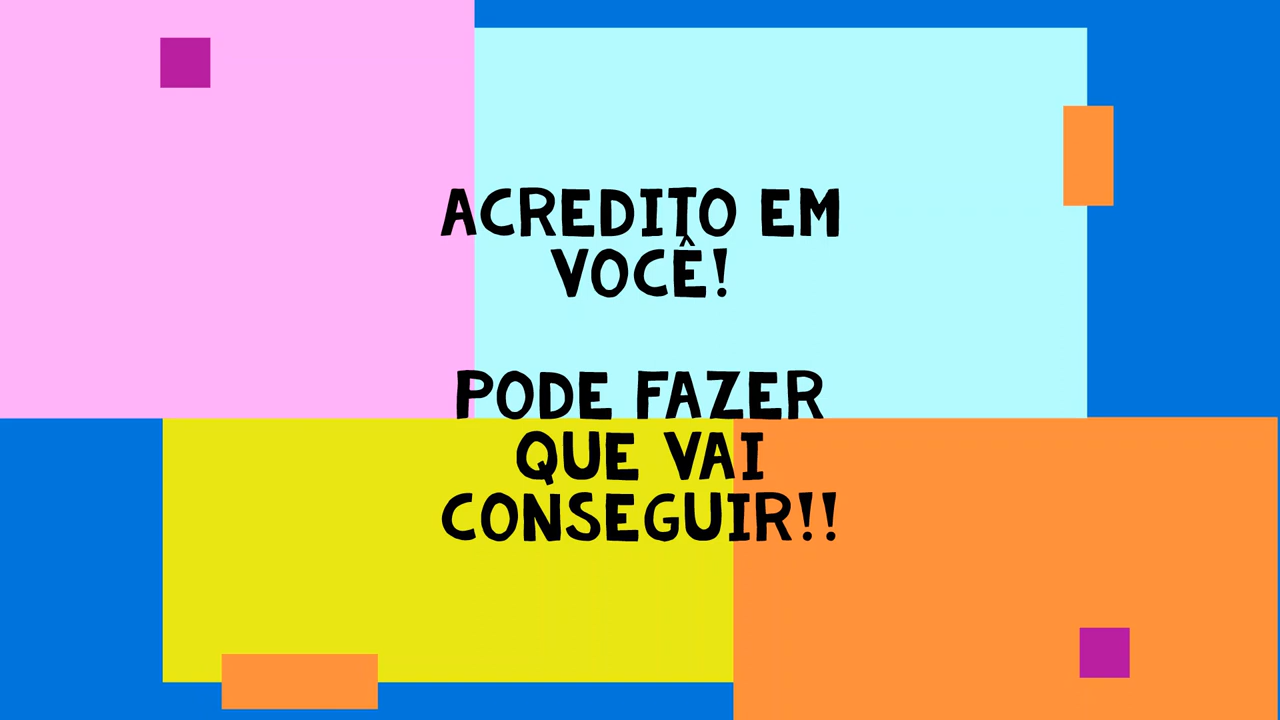 ACREDITO EM
VOCÊ!
PODE FAZER
QUE VAI
CONSEGUIR!!